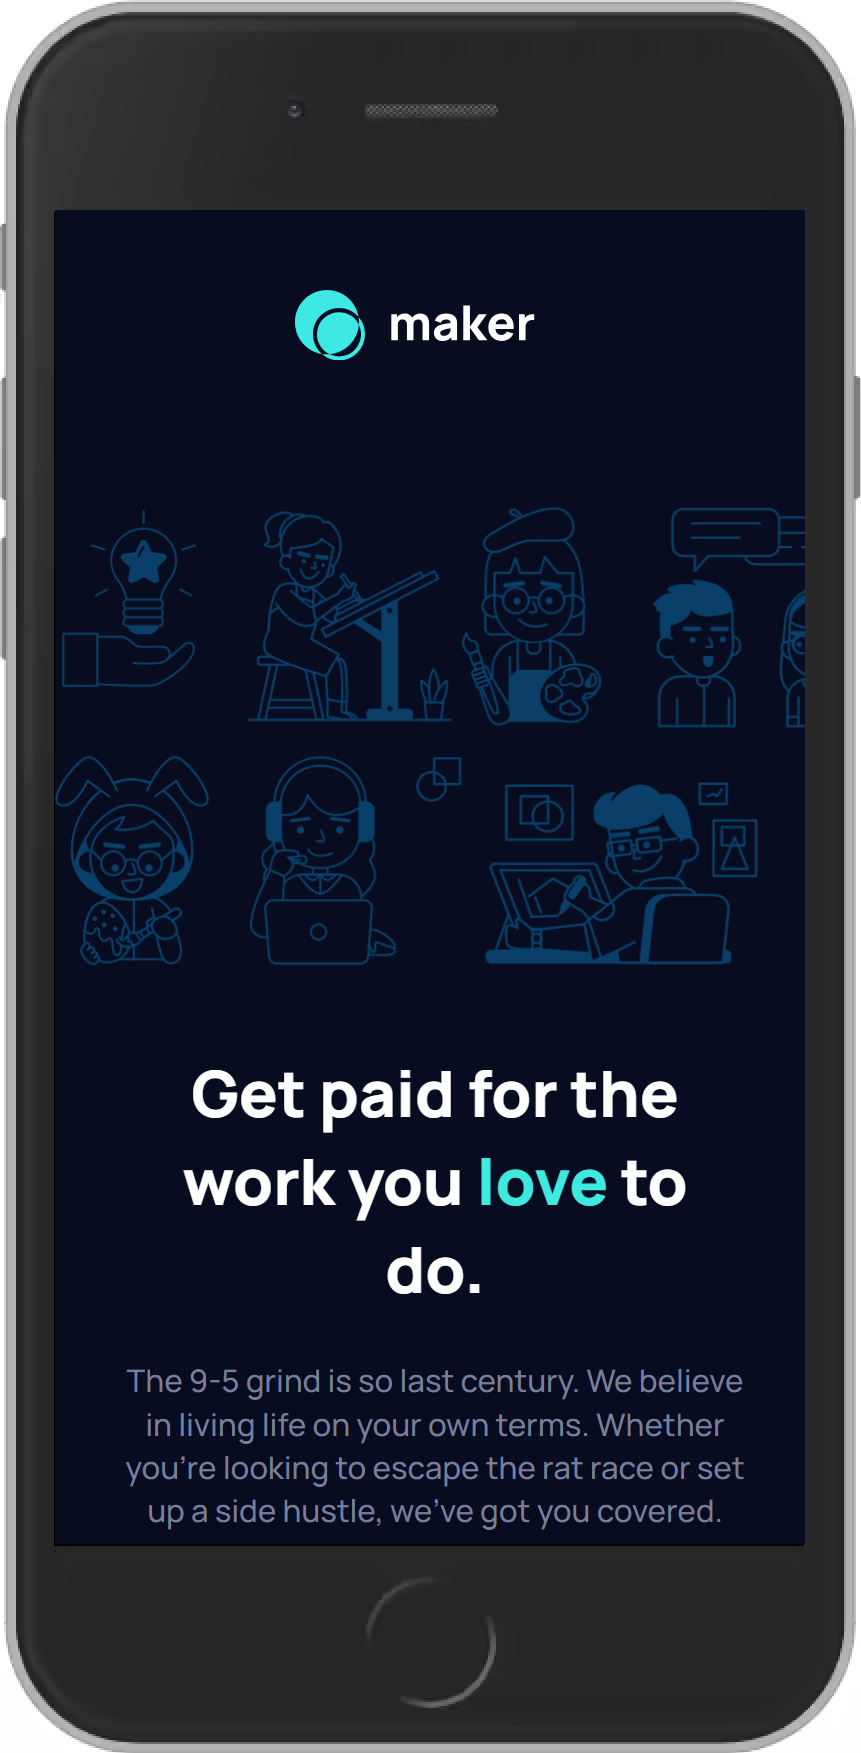 maker
Get paid for the
work you love to
do.
The 9-5 grind is so last century. We believe
in living life on your own terms. Whether
you’re looking to escape the rat race or set
up a side hustle, we’ve got you covered.